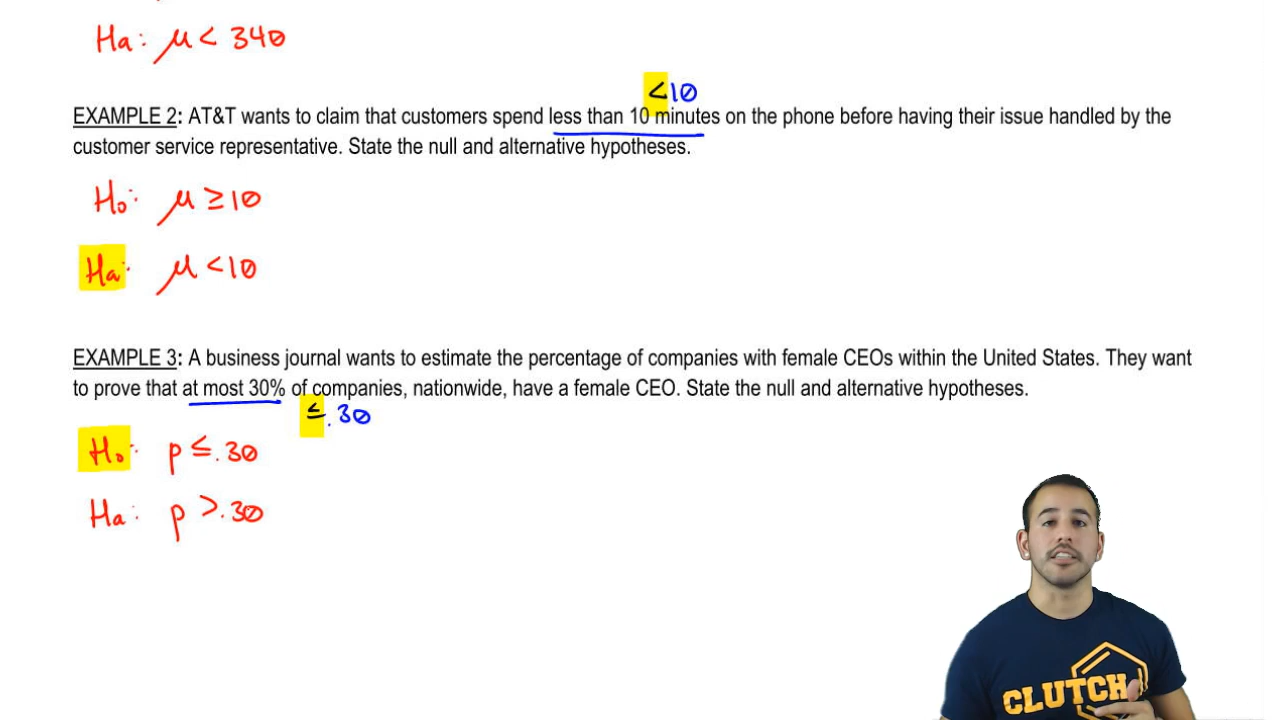 Ha: μ < 340
< 10
EXAMPLE 2: AT&T wants to claim that customers spend less than 10 minutes on the phone before having their issue handled by the
customer service representative. State the null and alternative hypotheses.
H₀: μ ≥ 10
Ha: μ < 10
EXAMPLE 3: A business journal wants to estimate the percentage of companies with female CEOs within the United States. They want
to prove that at most 30% of companies, nationwide, have a female CEO. State the null and alternative hypotheses.
≤ .30
H₀: p ≤ .30
Ha: p > .30
CLUTCH